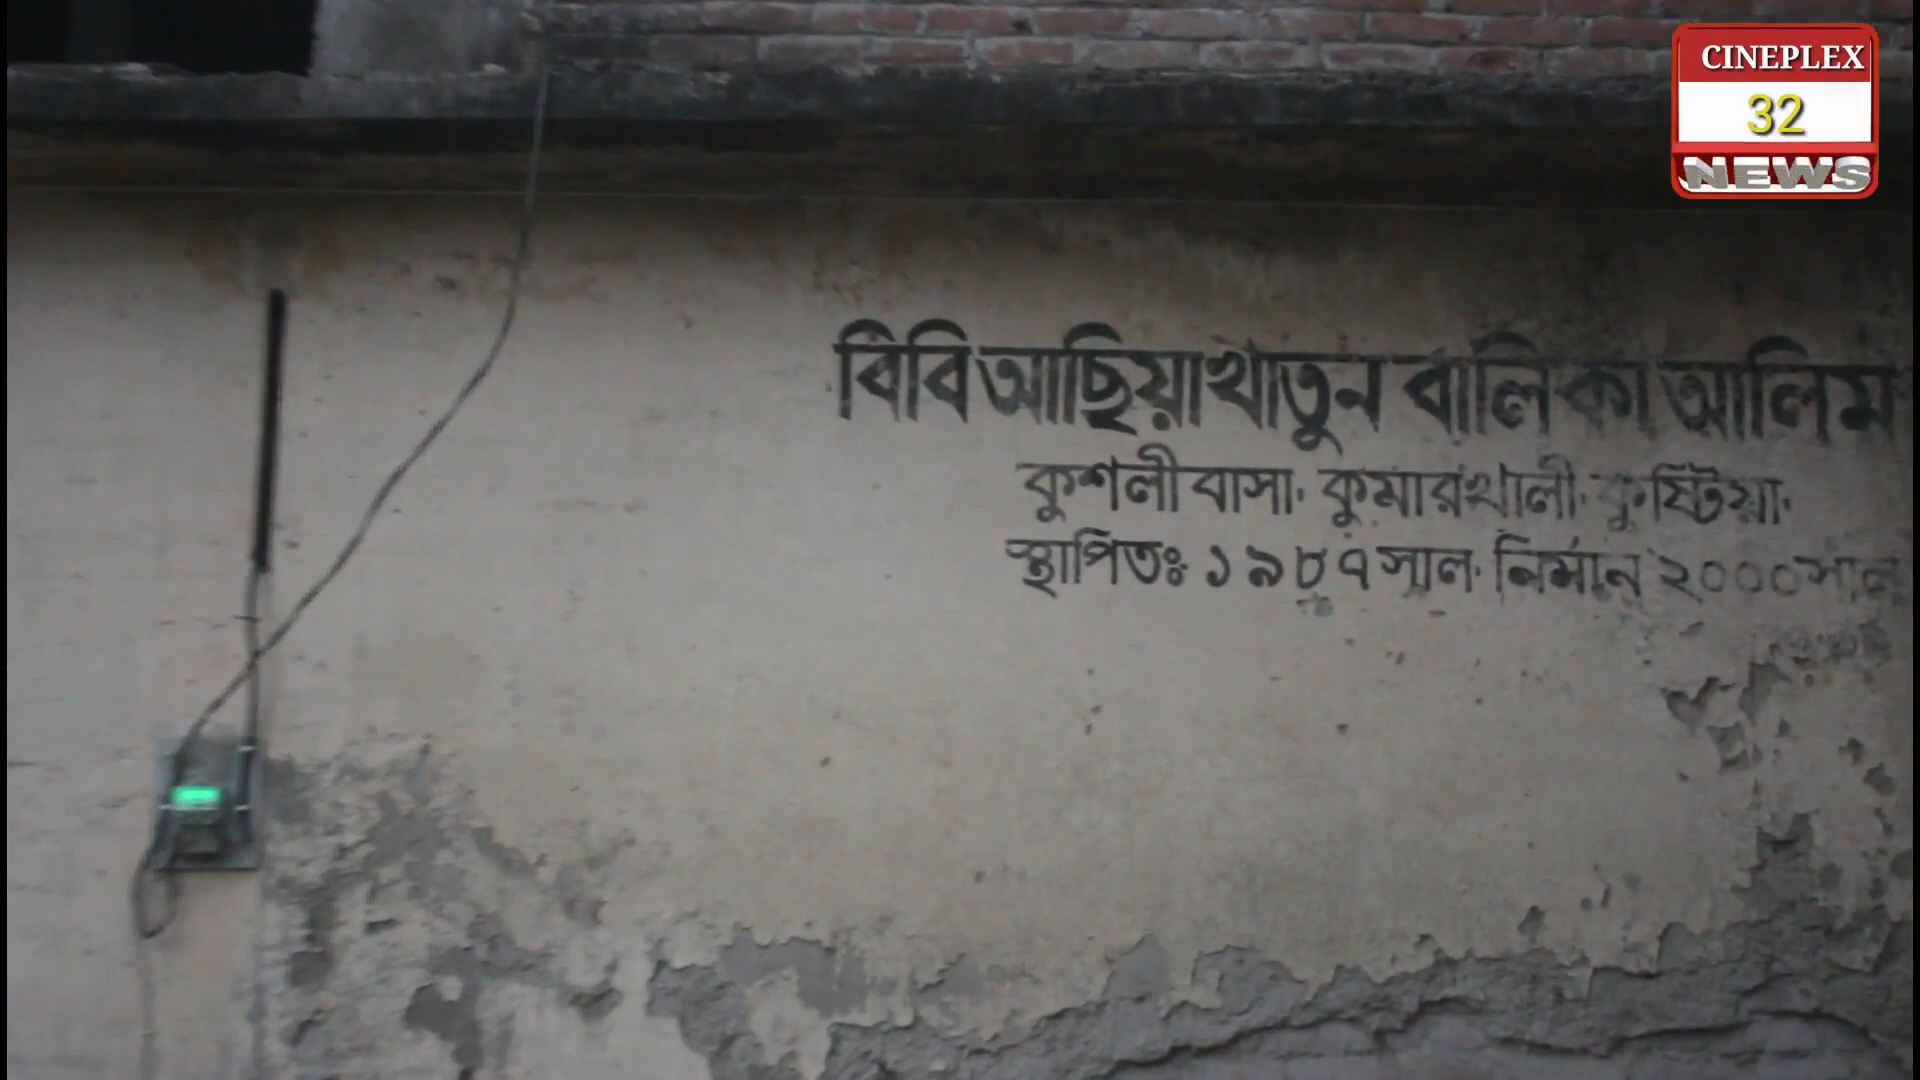 CINEPLEX
32
NEWS
বিবি আছিয়া খাতুন বালিকা আলিম
কুশলীবাসা, কুমারখালী, কুষ্টিয়া,
স্থাপিতঃ ১৯৮৭ সাল, নির্মান ২০০০ সাল